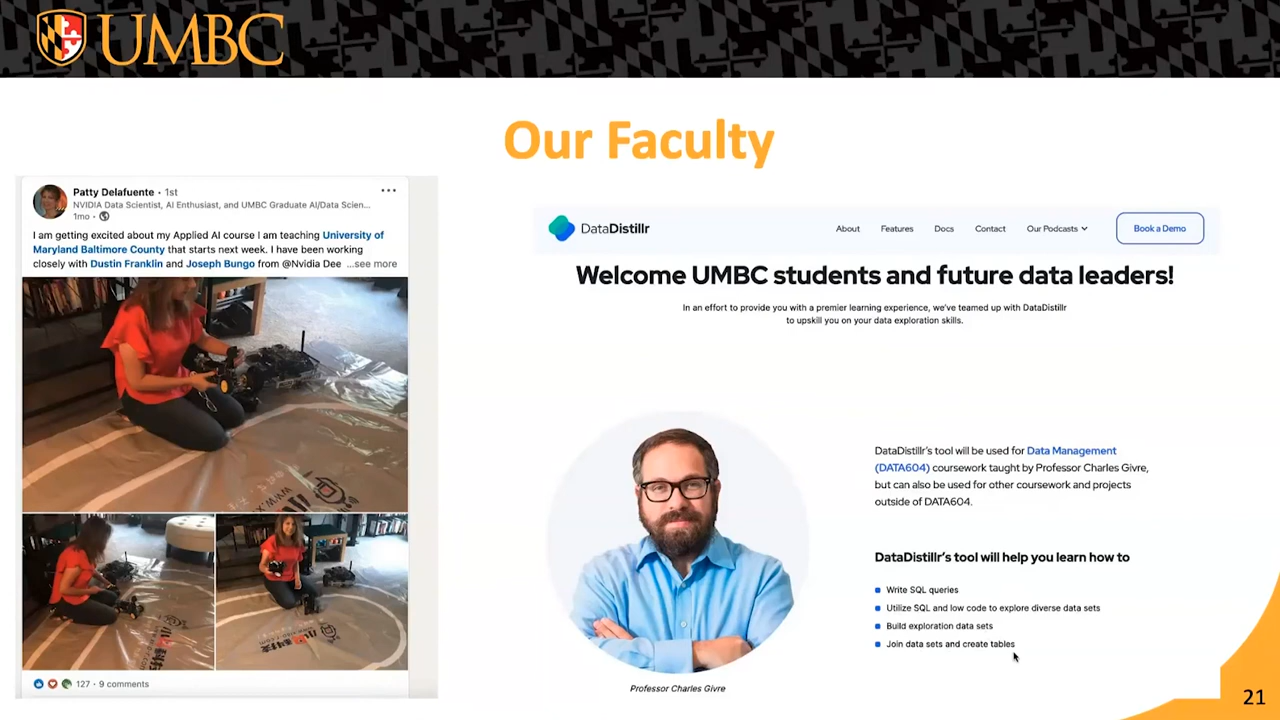 UMBC
Our Faculty
Patty Delafuente • 1st
NVIDIA Data Scientist, AI Enthusiast, and UMBC Graduate AI/Data Scien...
1mo •
I am getting excited about my Applied AI course I am teaching University of
Maryland Baltimore County that starts next week. I have been working
closely with Dustin Franklin and Joseph Bungo from @Nvidia Dee ...see more
127 · 9 comments
DataDistillr
About Features Docs Contact Our Podcasts Book a Demo
Welcome UMBC students and future data leaders!
In an effort to provide you with a premier learning experience, we've teamed up with DataDistillr
to upskill you on your data exploration skills.
DataDistillr's tool will be used for Data Management
(DATA604) coursework taught by Professor Charles Givre,
but can also be used for other coursework and projects
outside of DATA604.
DataDistillr's tool will help you learn how to
Write SQL queries
Utilize SQL and low code to explore diverse data sets
Build exploration data sets
Join data sets and create tables
Professor Charles Givre
21